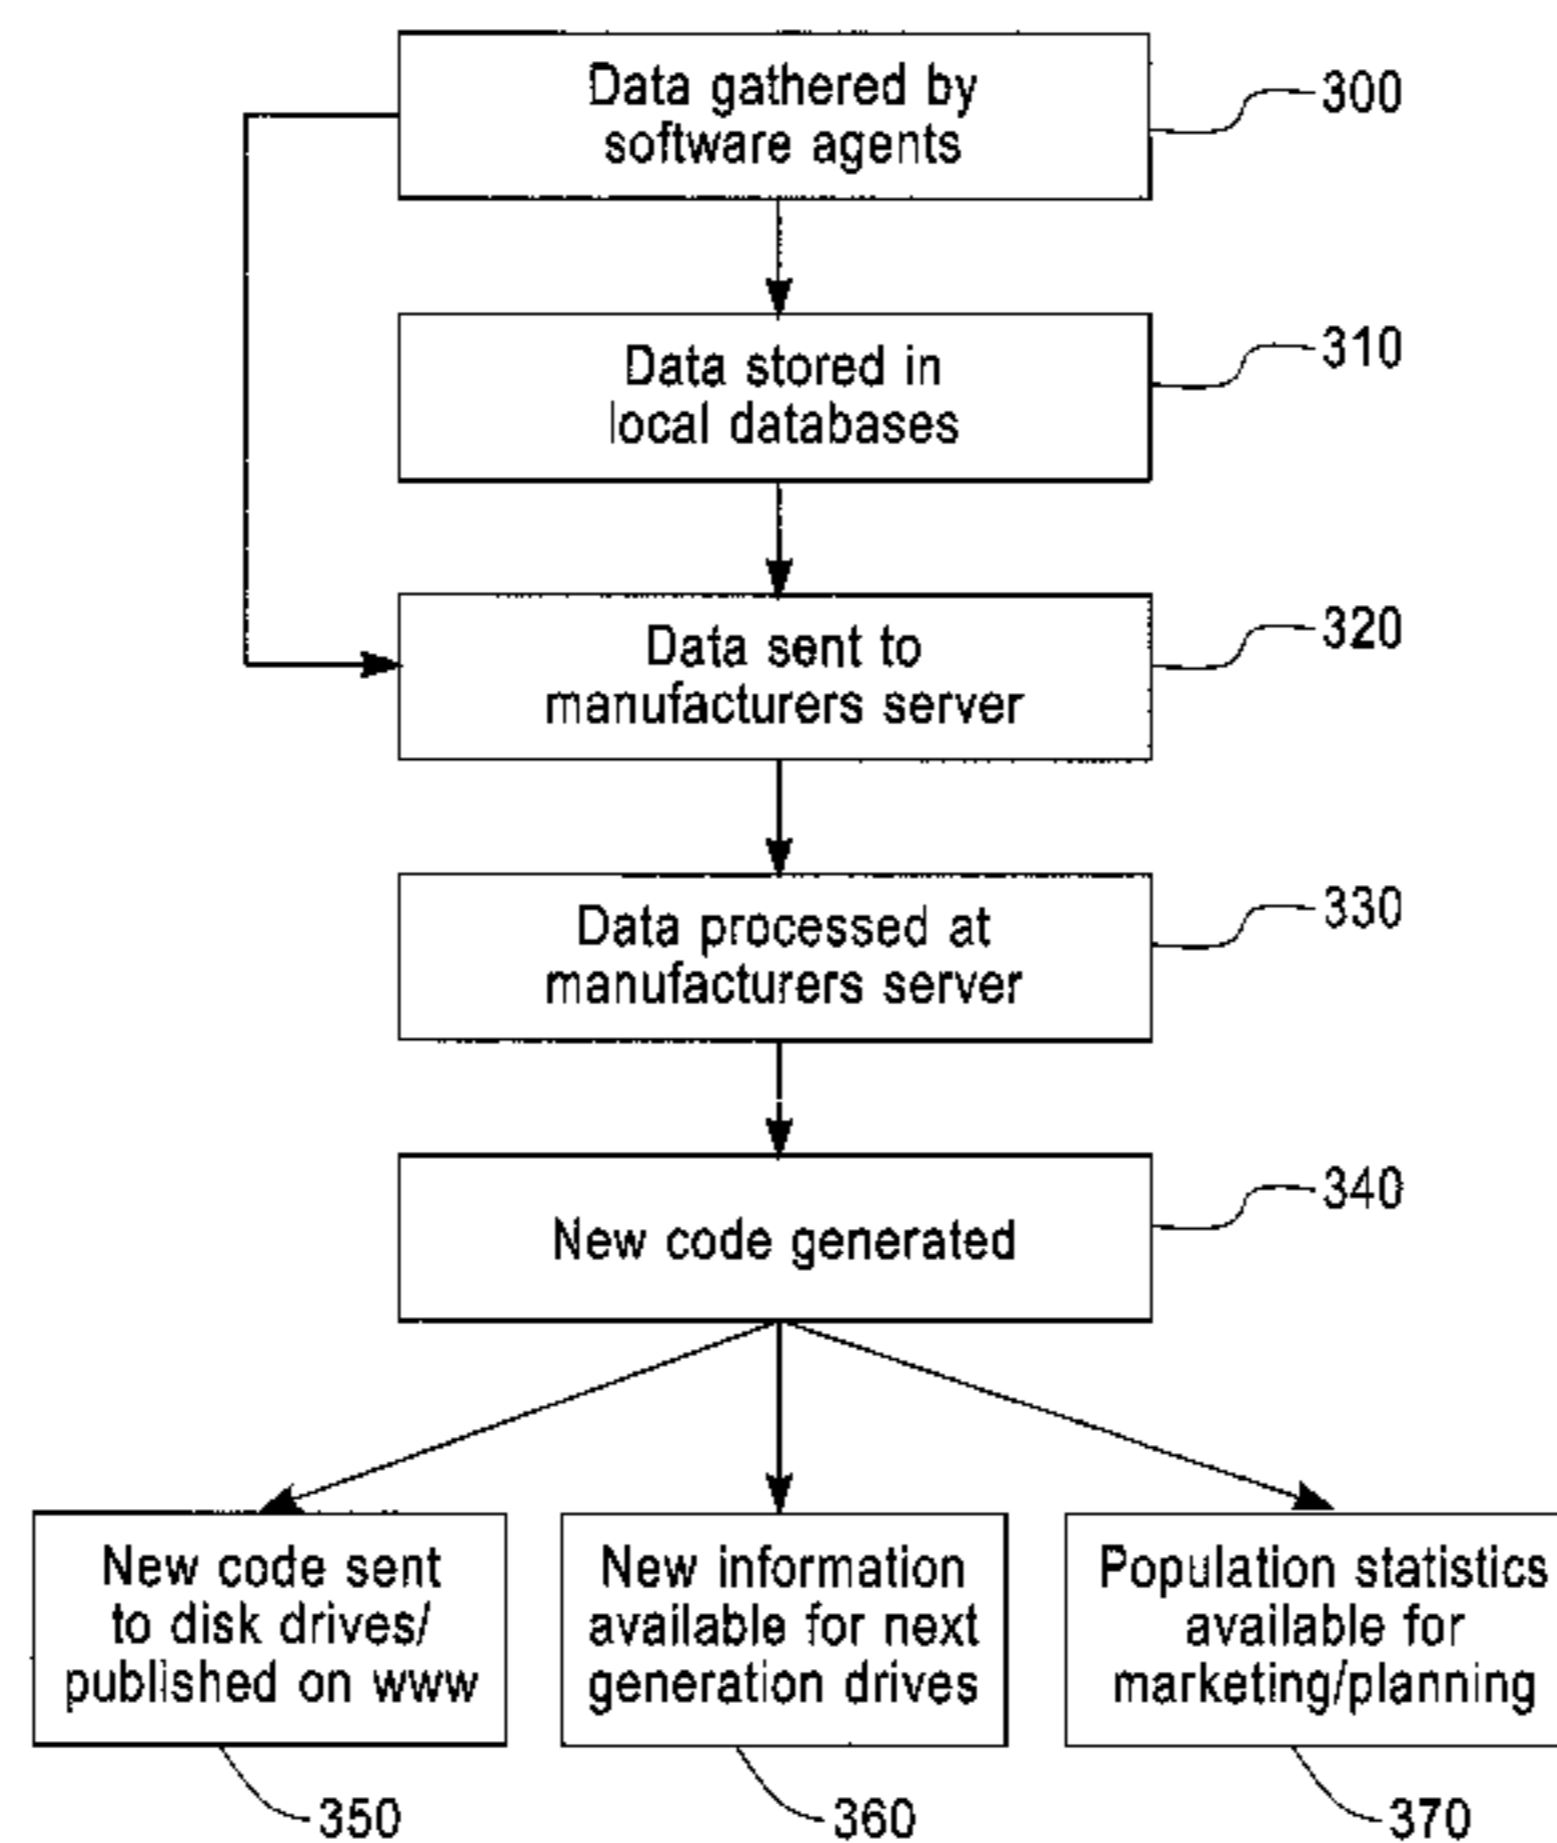 Data gathered by
software agents
300
Data stored in
local databases
310
Data sent to
manufacturers server
320
Data processed at
manufacturers server
330
New code generated
340
New code sent
to disk drives/
published on www
350
New information
available for next
generation drives
360
Population statistics
available for
marketing/planning
370